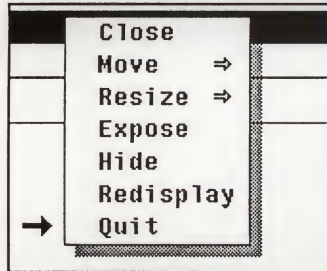 Close
Move ⇒
Resize ⇒
Expose
Hide
Redisplay
Quit